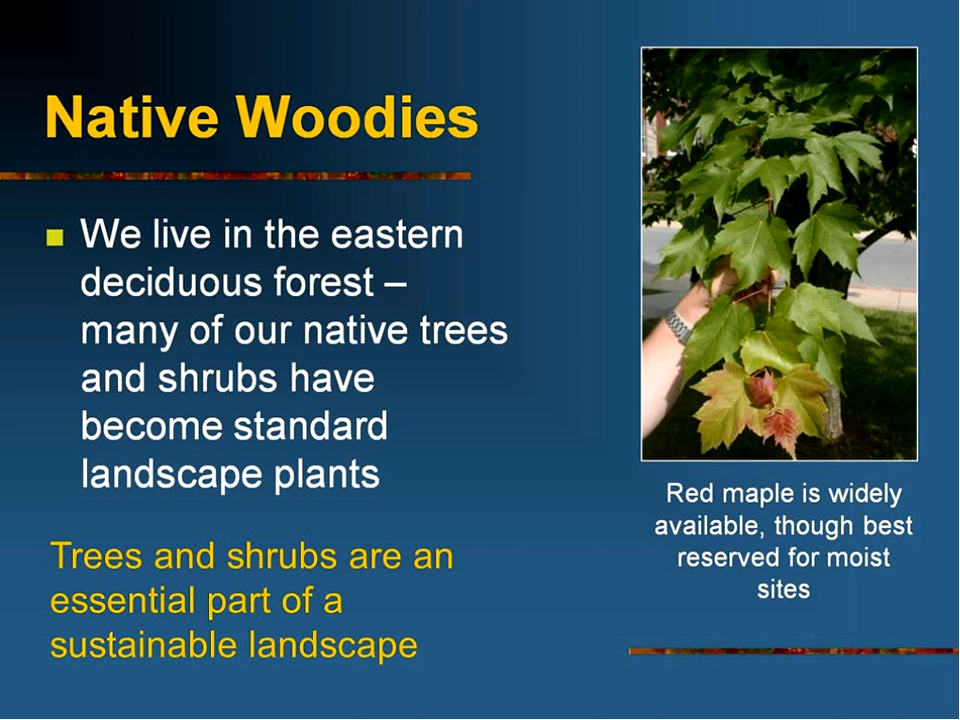 Native Woodies
We live in the eastern
deciduous forest –
many of our native trees
and shrubs have
become standard
landscape plants
Trees and shrubs are an
essential part of a
sustainable landscape
Red maple is widely
available, though best
reserved for moist
sites